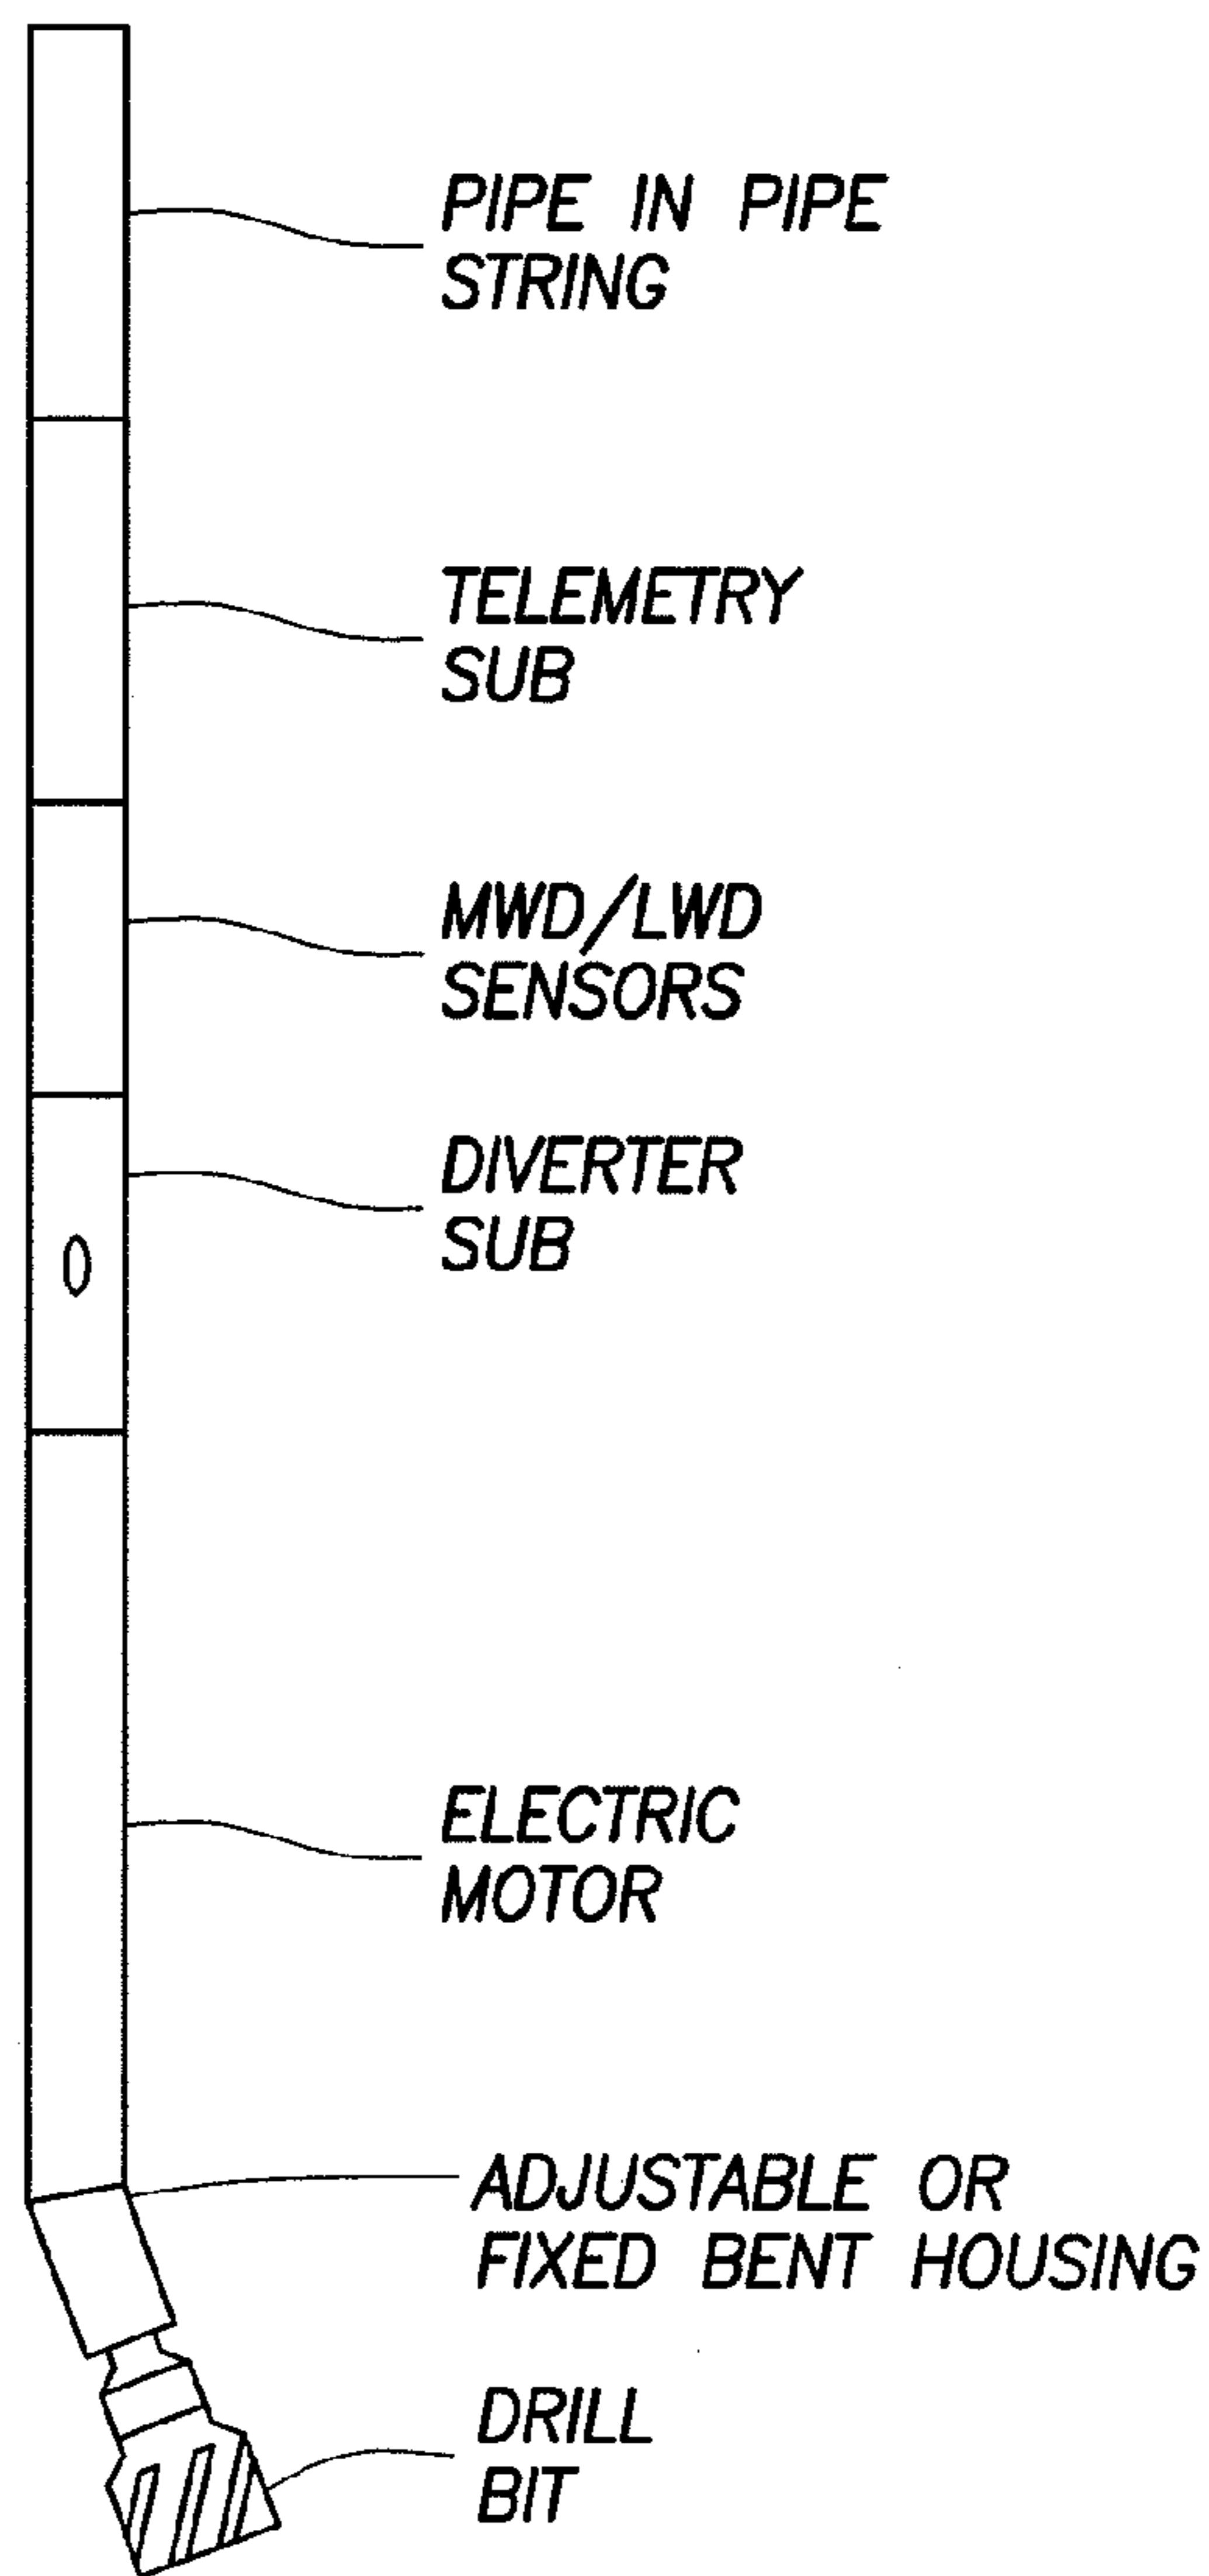 PIPE IN PIPE
STRING
TELEMETRY
SUB
MWD/LWD
SENSORS
DIVERTER
SUB
ELECTRIC
MOTOR
ADJUSTABLE OR
FIXED BENT HOUSING
DRILL
BIT